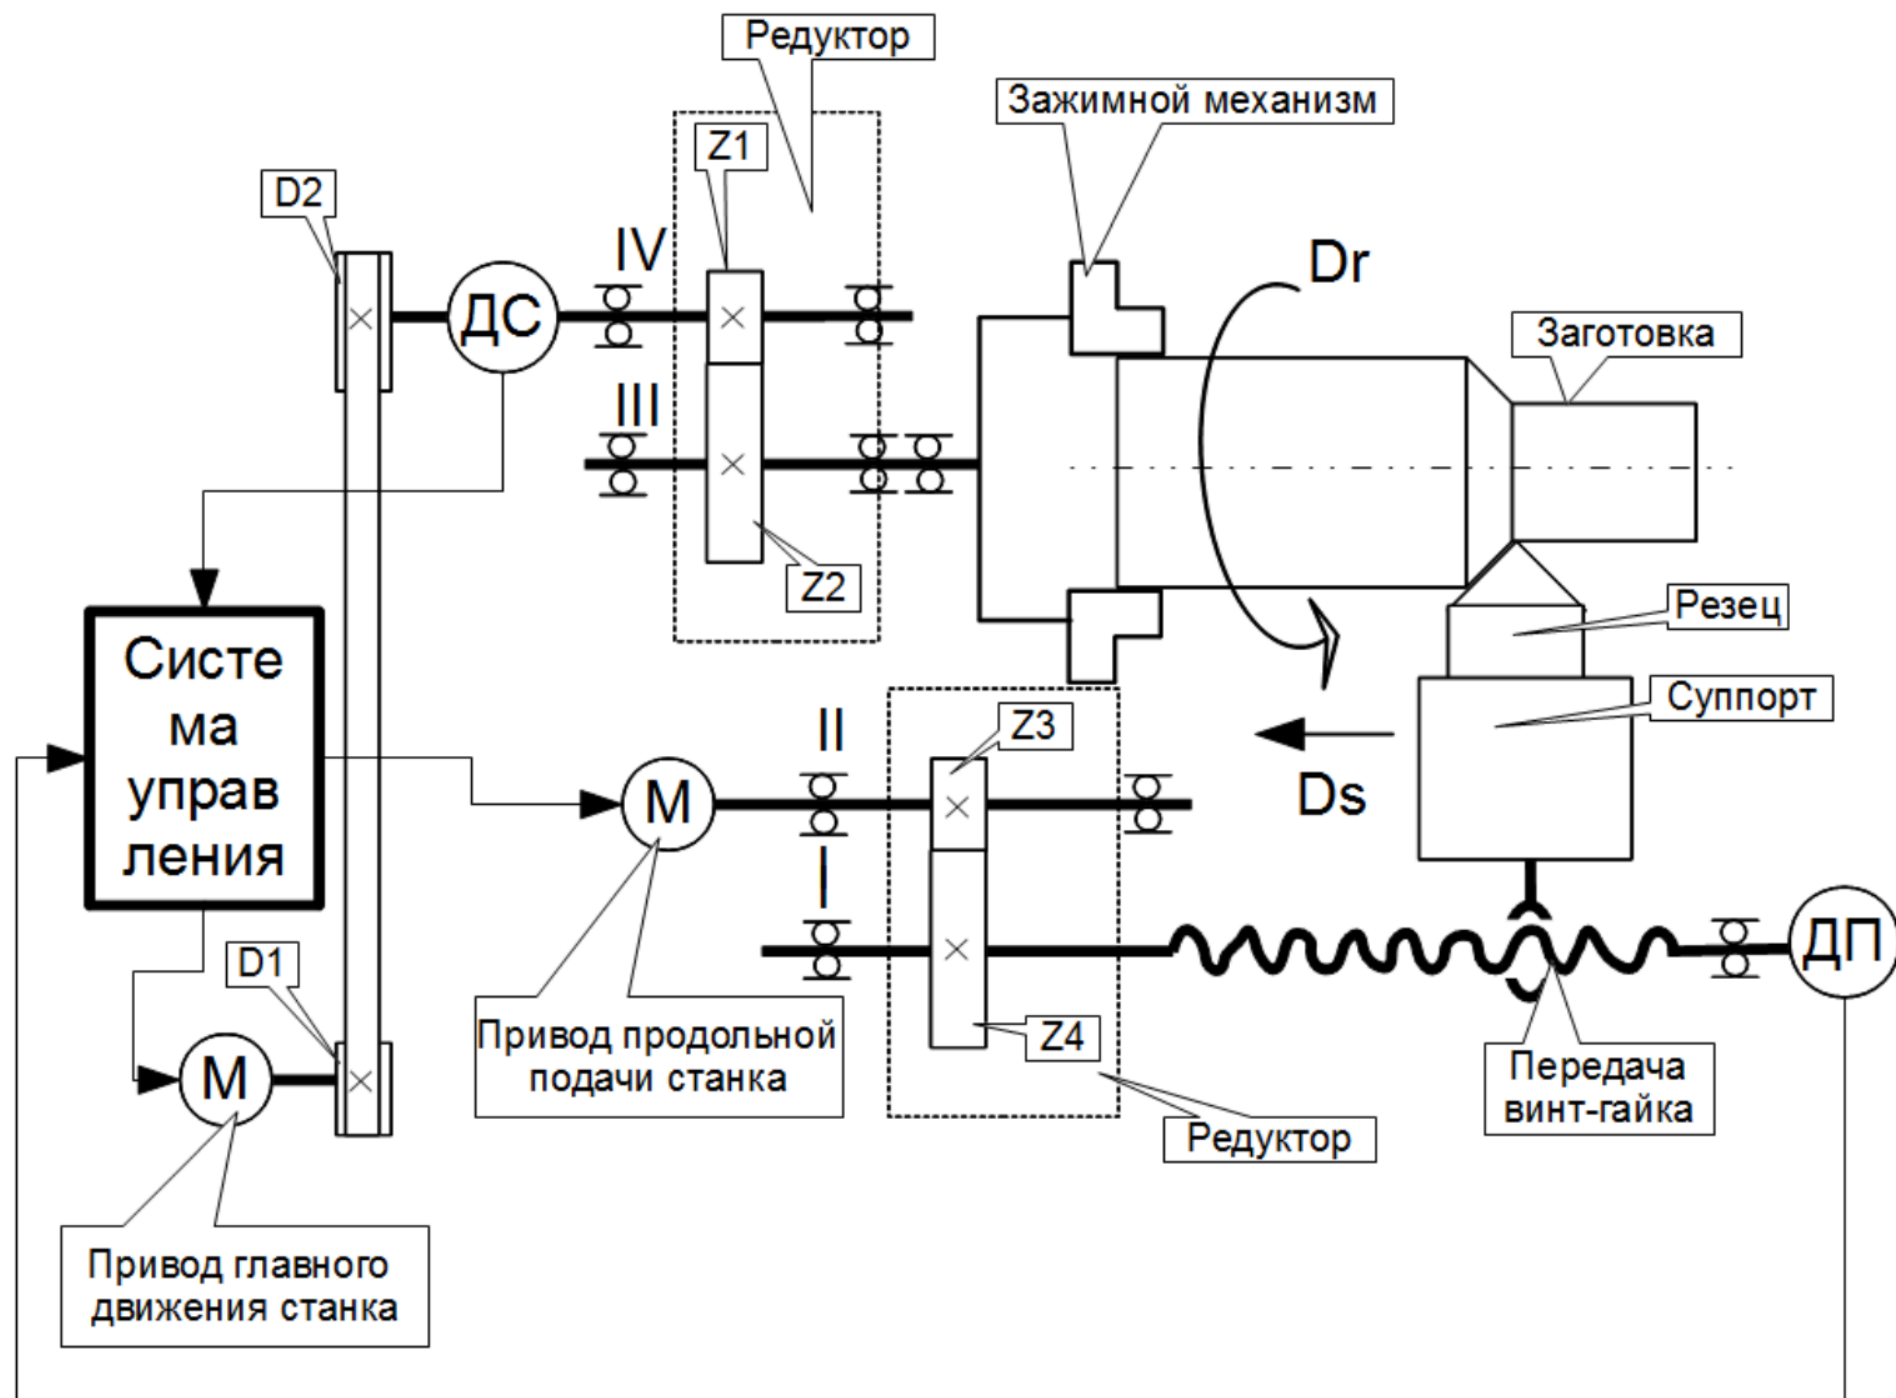 Редуктор
Зажимной механизм
Z1
D2
IV
Dr
ДС
Заготовка
III
Z2
Резец
Систе
ма
управ
ления
Суппорт
II
Z3
М
Ds
I
D1
ДП
Привод продольной
подачи станка
Z4
Передача
винт-гайка
М
Редуктор
Привод главного
движения станка